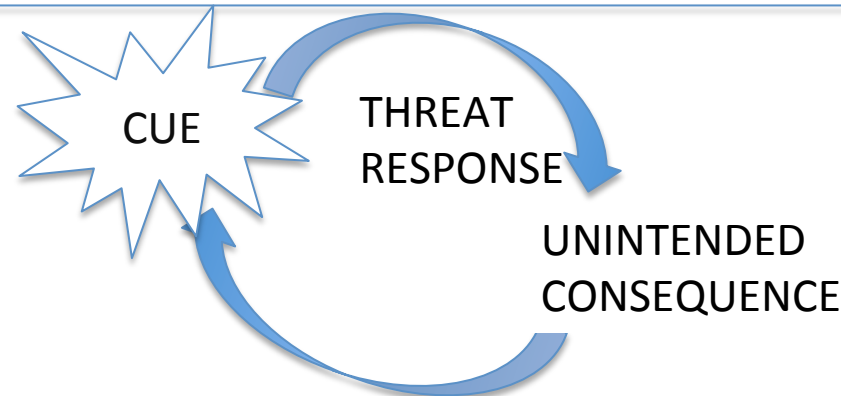 CUE
THREAT
RESPONSE
UNINTENDED
CONSEQUENCE